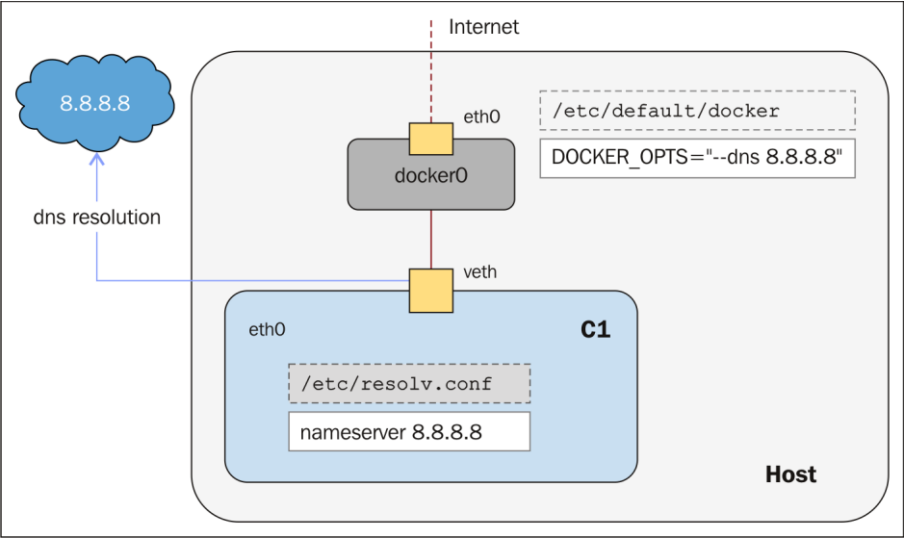 Internet
8.8.8.8
eth0
/etc/default/docker
DOCKER_OPTS="--dns 8.8.8.8"
docker0
dns resolution
veth
eth0
C1
/etc/resolv.conf
nameserver 8.8.8.8
Host